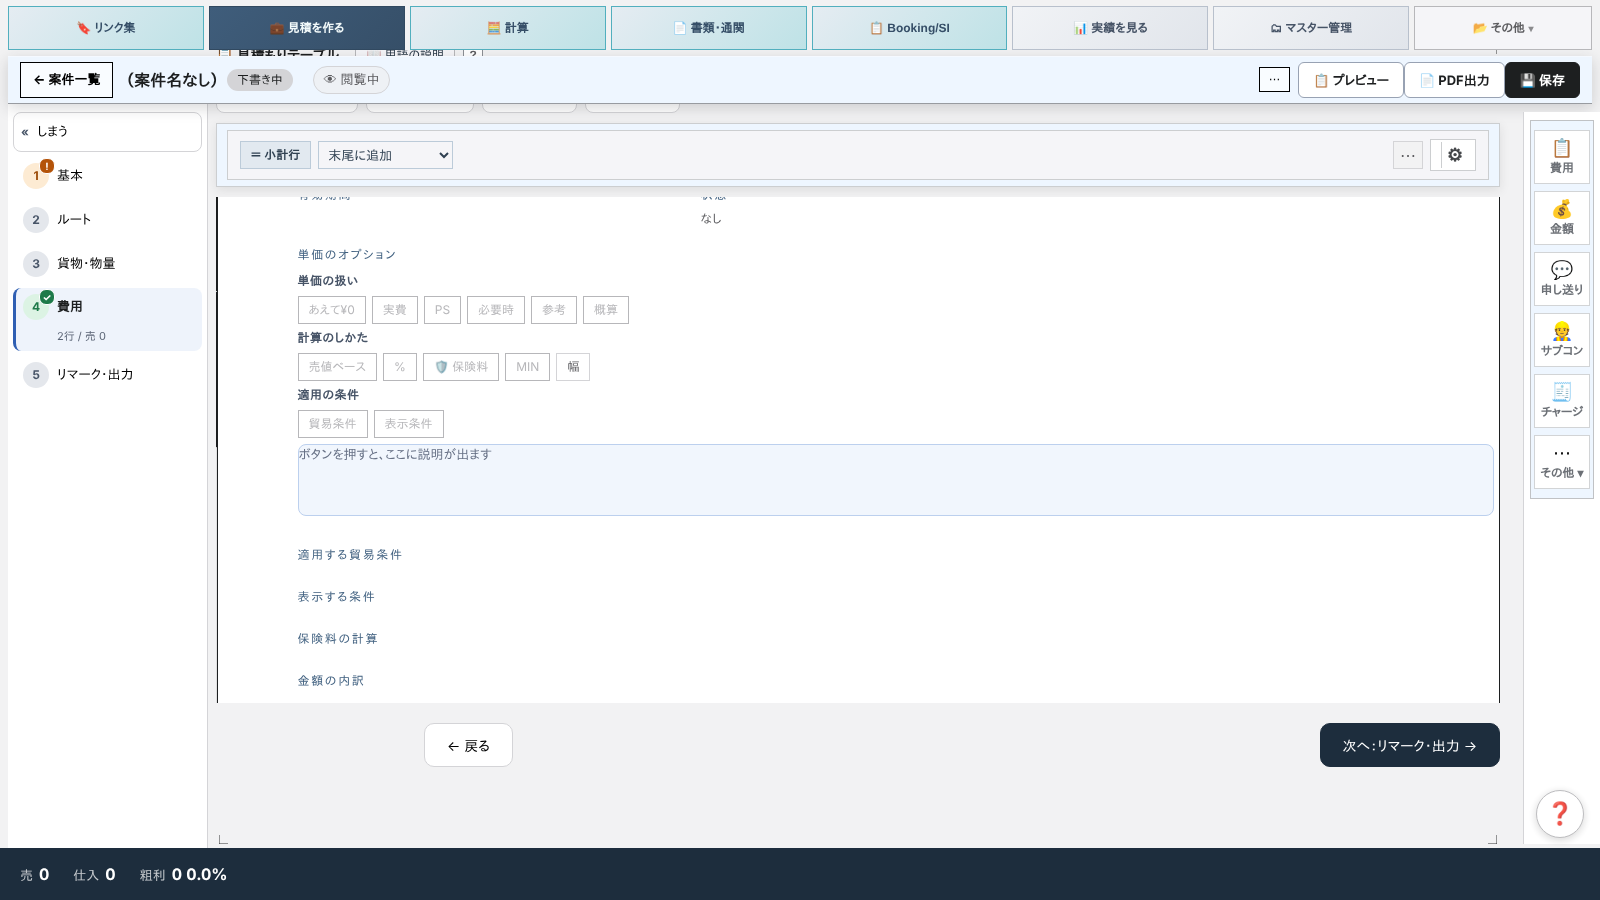 🔖 リンク集
💼 見積を作る
🧮 計算
📄 書類・通関
📋 Booking/SI
📊 実績を見る
🗂 マスター管理
📂 その他 ▾
← 案件一覧
（案件名なし）
下書き中
👁 閲覧中
…
📋 プレビュー
📄 PDF出力
💾 保存
« しまう
1 ! 基本
2 ルート
3 貨物・物量
4 費用
2行 / 売 0
5 リマーク・出力
＝ 小計行
末尾に追加
…
⚙
なし
単価のオプション
単価の扱い
あえて¥0
実費
PS
必要時
参考
概算
計算のしかた
売値ベース
%
🛡️ 保険料
MIN
幅
適用の条件
貿易条件
表示条件
ボタンを押すと、ここに説明が出ます
適用する貿易条件
表示する条件
保険料の計算
金額の内訳
← 戻る
次へ：リマーク・出力 →
📋 費用
💰 金額
💬 申し送り
👷 サブコン
🧾 チャージ
… その他 ▾
❓
売 0
仕入 0
粗利 0 0.0%